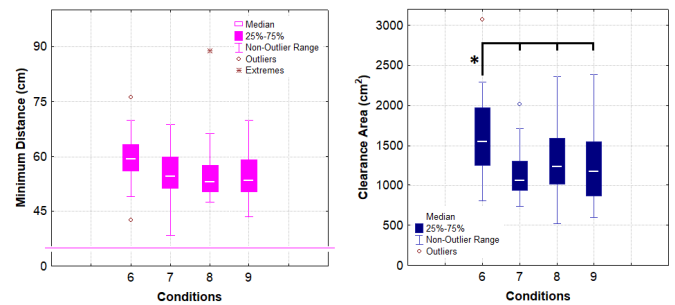 Minimum Distance (cm)
90
75
60
45
0
Median
25%-75%
Non-Outlier Range
Outliers
Extremes
6 7 8 9
Conditions
Clearance Area (cm²)
3000
2500
2000
1500
1000
500
0
*
Median
25%-75%
Non-Outlier Range
Outliers
6 7 8 9
Conditions